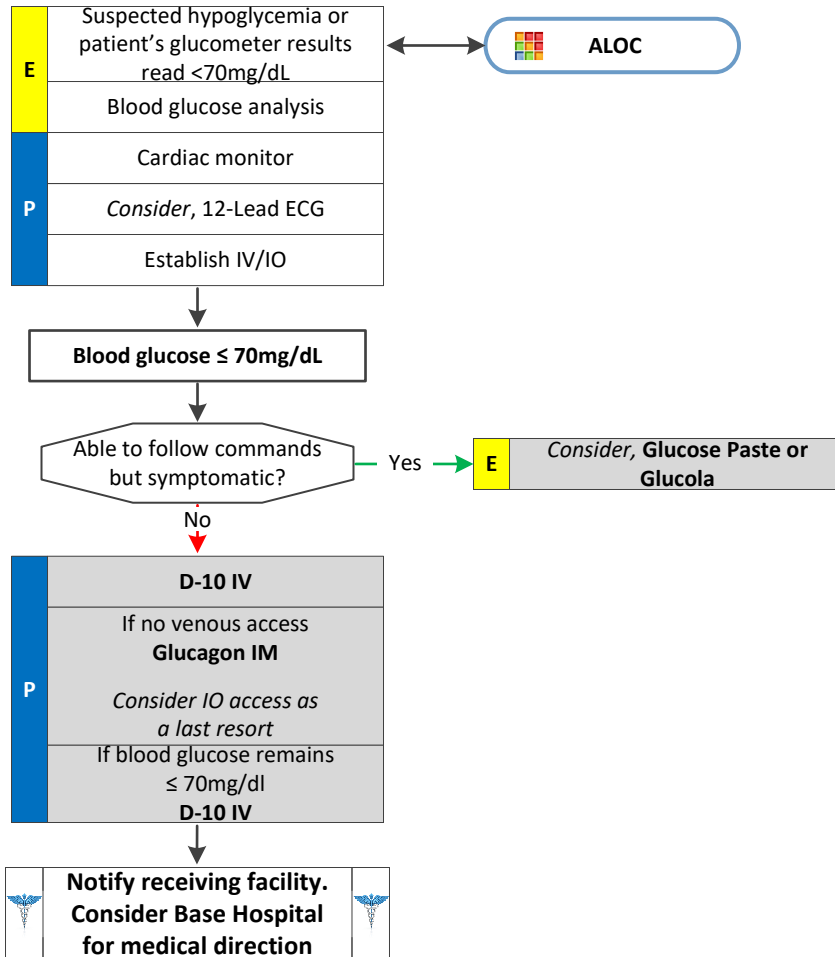 E
Suspected hypoglycemia or
patient's glucometer results
read <70mg/dL
ALOC
Blood glucose analysis
P
Cardiac monitor
Consider, 12-Lead ECG
Establish IV/IO
Blood glucose ≤ 70mg/dL
Able to follow commands
but symptomatic?
Yes
E
Consider, Glucose Paste or
Glucola
No
P
D-10 IV
If no venous access
Glucagon IM
Consider IO access as
a last resort
If blood glucose remains
≤ 70mg/dl
D-10 IV
Notify receiving facility.
Consider Base Hospital
for medical direction